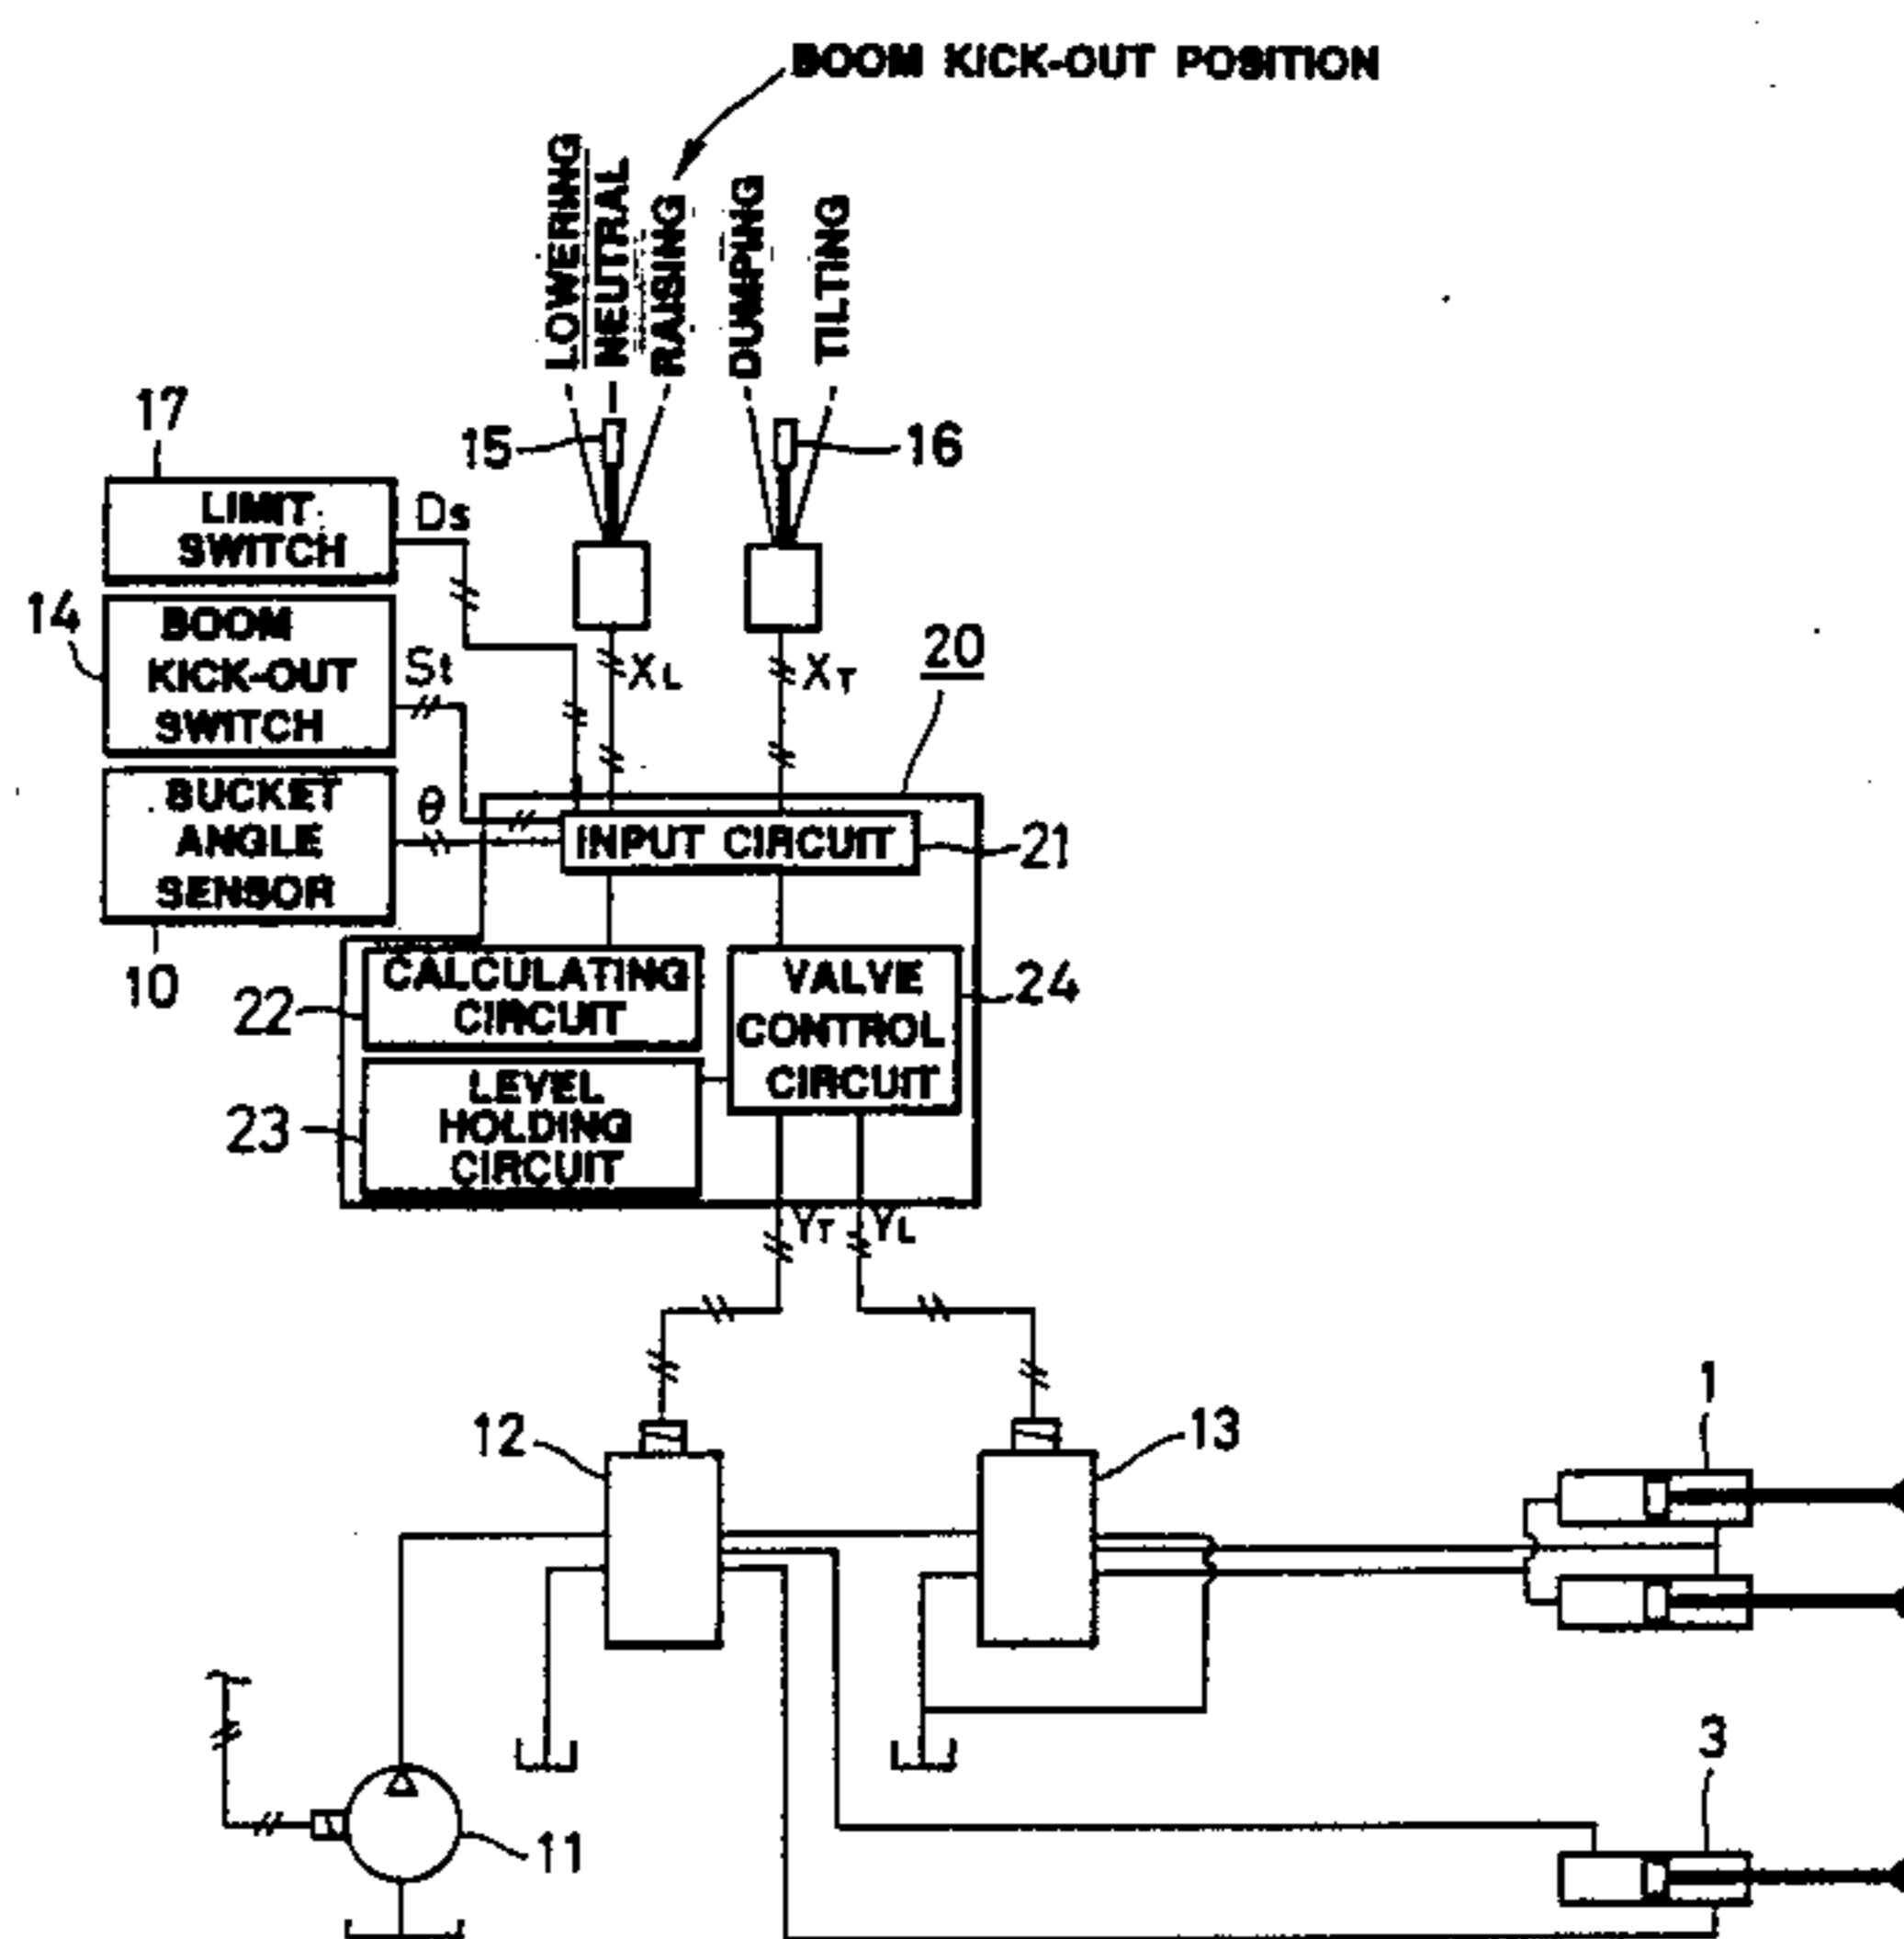 BOOM KICK-OUT POSITION
LOWERING
NEUTRAL
RAISING
DUMPING
TILTING
17
15
16
LIMIT
SWITCH
Ds
14
BOOM
KICK-OUT
SWITCH
St
XL
XT
20
BUCKET
ANGLE
SENSOR
θ
INPUT CIRCUIT
21
10
22
CALCULATING
CIRCUIT
VALVE
CONTROL
CIRCUIT
24
23
LEVEL
HOLDING
CIRCUIT
YT
YL
12
13
1
3
11